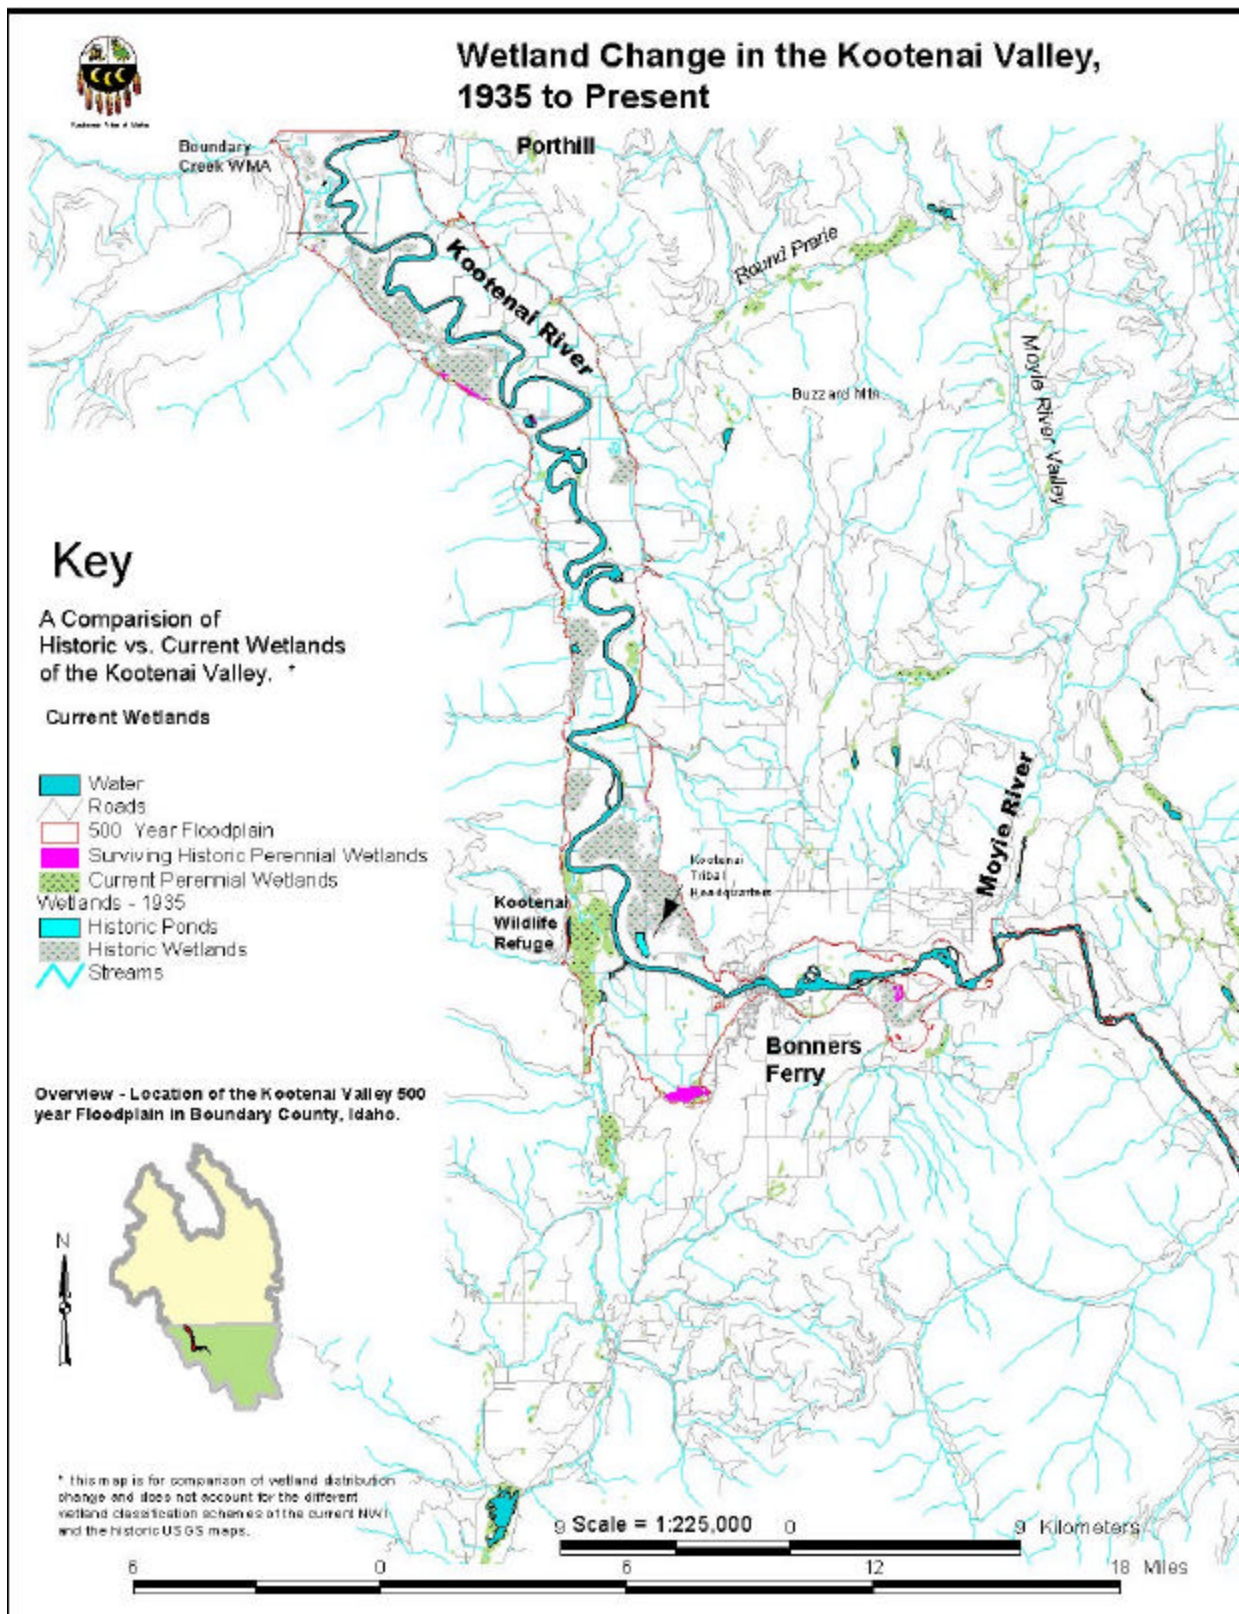 Wetland Change in the Kootenai Valley,
1935 to Present
Kootenai Tribe of Idaho
Boundary
Creek WMA
Porthill
Kootenai River
Round Prarie
Moyie River Valley
Buzzard Mtn.
Key
A Comparision of
Historic vs. Current Wetlands
of the Kootenai Valley. *
Current Wetlands
Water
Roads
500 Year Floodplain
Surviving Historic Perennial Wetlands
Current Perennial Wetlands
Wetlands - 1935
Historic Ponds
Historic Wetlands
Streams
Moyie River
Kootenai
Tribal
Headquarters
Kootenai
Wildlife
Refuge
Bonners
Ferry
Overview - Location of the Kootenai Valley 500
year Floodplain in Boundary County, Idaho.
N
* this map is for comparison of wetland distribution
change and does not account for the different
wetland classification schemes of the current NWI
and the historic USGS maps.
9 Scale = 1:225,000 0 9 Kilometers
6 0 6 12 18 Miles